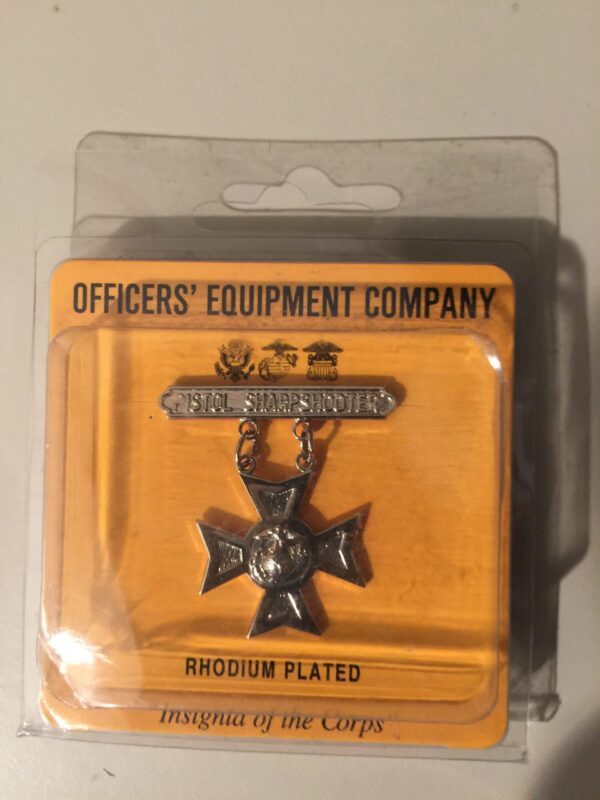 OFFICERS' EQUIPMENT COMPANY
PISTOL SHARPSHOOTER
RHODIUM PLATED
"Insignia of the Corps"